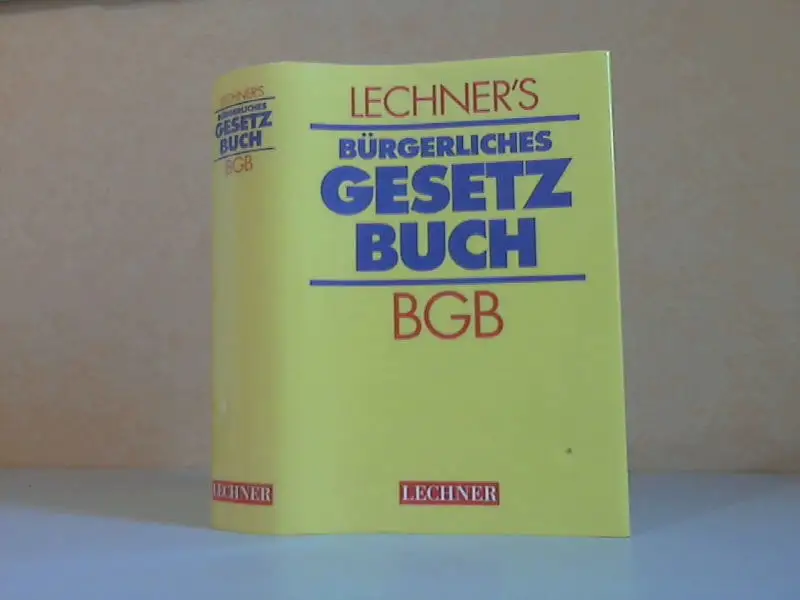 LECHNER'S
BÜRGERLICHES
GESETZ
BUCH
BGB
LECHNER
LECHNER'S
BÜRGERLICHES
GESETZ
BUCH
BGB
LECHNER